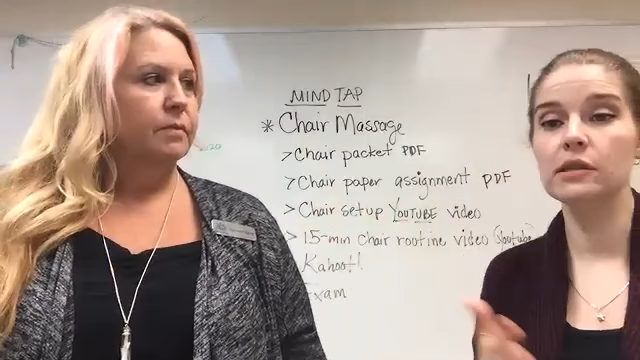 MIND TAP
* Chair Massage
> Chair packet PDF
> Chair paper assignment PDF
> Chair setup YOUTUBE video
> 15-min Chair routine video (Youtube
Kahoot!
Exam